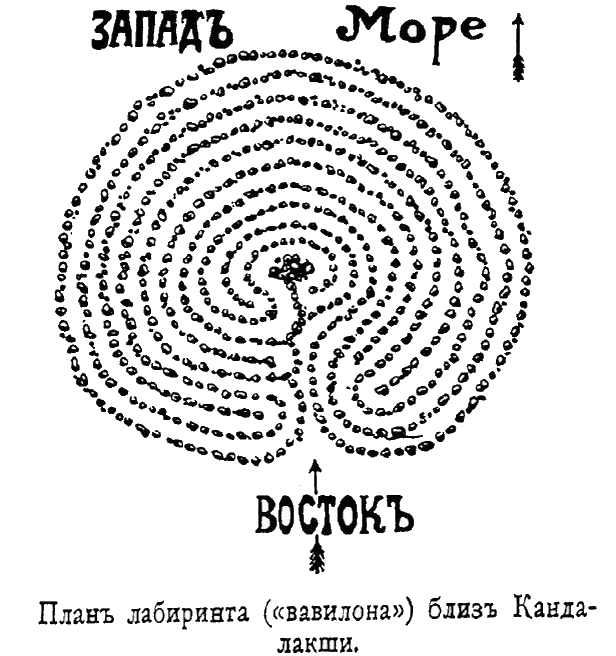 ЗАПАДЪ Море
ВОСТОКЪ
Планъ лабиринта («вавилона») близъ Канда-
лакши.